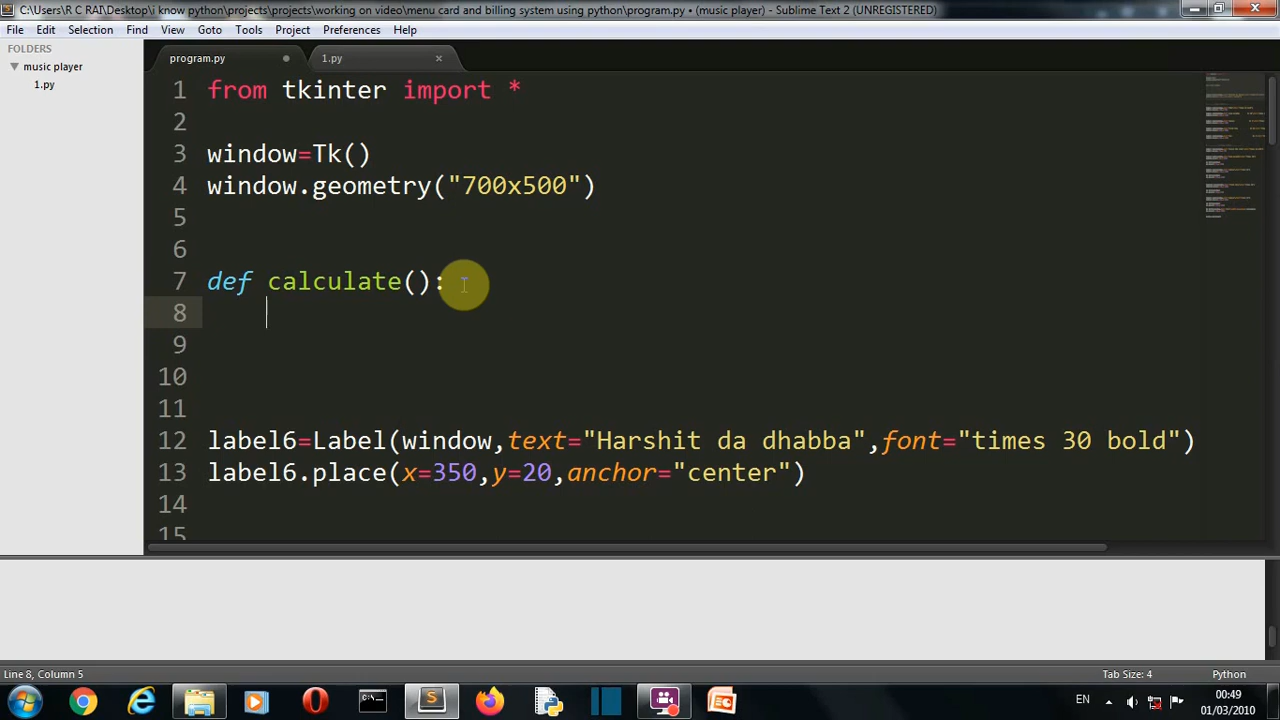 C:\Users\R C RAI\Desktop\i know python\projects\projects\working on video\menu card and billing system using python\program.py • (music player) - Sublime Text 2 (UNREGISTERED)
File Edit Selection Find View Goto Tools Project Preferences Help
FOLDERS
music player
1.py
program.py
1.py
1 from tkinter import *
2
3 window=Tk()
4 window.geometry("700x500")
5
6
7 def calculate():
8
9
10
11
12 label6=Label(window,text="Harshit da dhabba",font="times 30 bold")
13 label6.place(x=350,y=20,anchor="center")
14
15
Line 8, Column 5
Tab Size: 4
Python
EN
00:49
01/03/2010